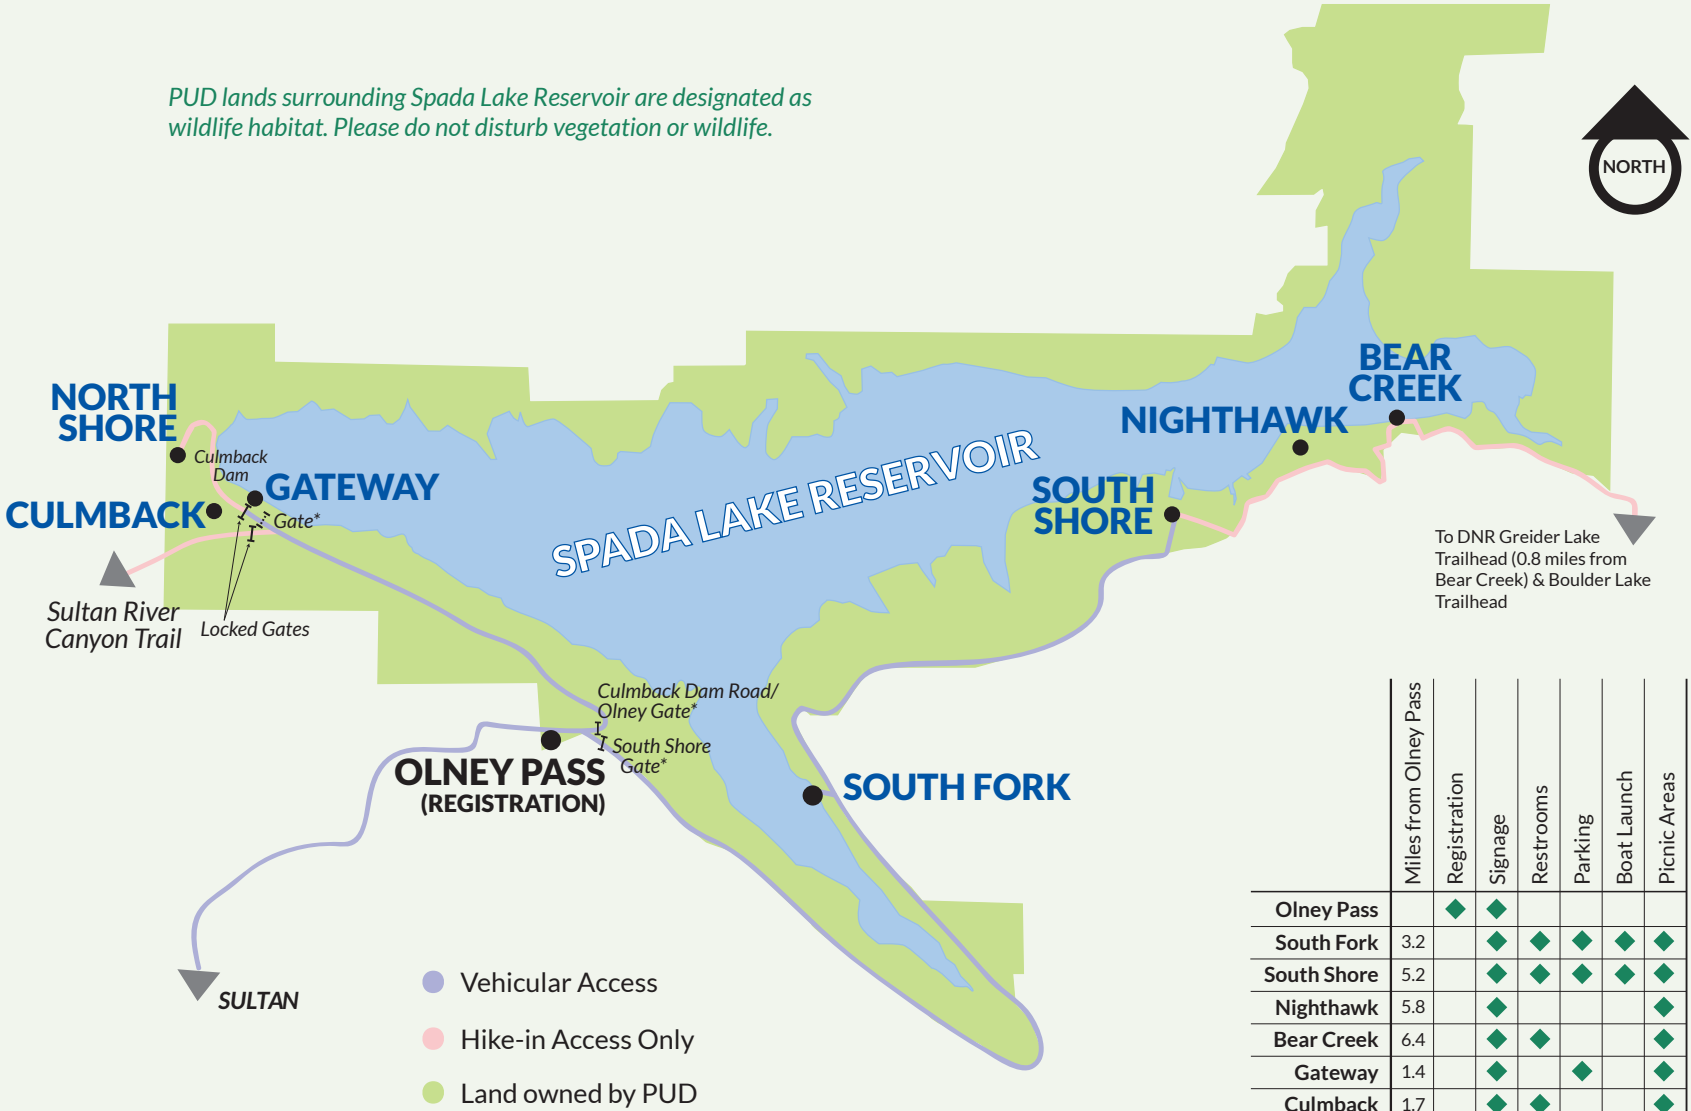 PUD lands surrounding Spada Lake Reservoir are designated as
wildlife habitat. Please do not disturb vegetation or wildlife.
NORTH
NORTH
SHORE
Culmback
Dam
GATEWAY
CULMBACK
Gate*
Sultan River
Canyon Trail
Locked Gates
SPADA LAKE RESERVOIR
BEAR
CREEK
NIGHTHAWK
SOUTH
SHORE
To DNR Greider Lake
Trailhead (0.8 miles from
Bear Creek) & Boulder Lake
Trailhead
Culmback Dam Road/
Olney Gate*
South Shore
Gate*
OLNEY PASS
(REGISTRATION)
SOUTH FORK
SULTAN
Vehicular Access
Hike-in Access Only
Land owned by PUD
Miles from Olney Pass
Registration
Signage
Restrooms
Parking
Boat Launch
Picnic Areas
Olney Pass
South Fork 3.2
South Shore 5.2
Nighthawk 5.8
Bear Creek 6.4
Gateway 1.4
Culmback 1.7